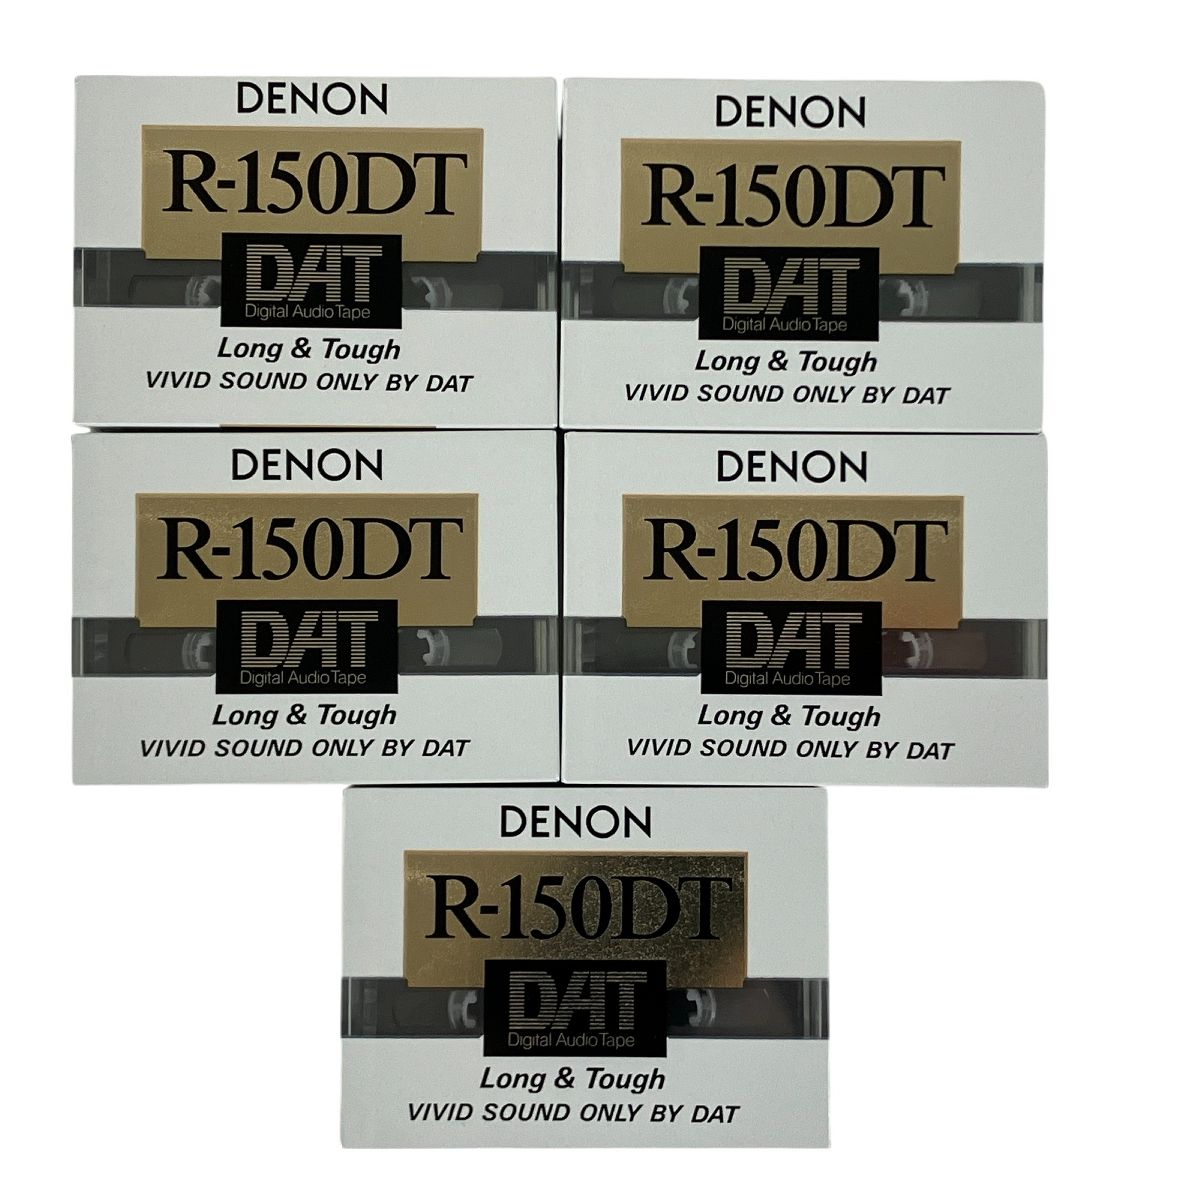 DENON
R-150DT
DAT
Digital Audio Tape
Long & Tough
VIVID SOUND ONLY BY DAT
DENON
R-150DT
DAT
Digital Audio Tape
Long & Tough
VIVID SOUND ONLY BY DAT
DENON
R-150DT
DAT
Digital Audio Tape
Long & Tough
VIVID SOUND ONLY BY DAT
DENON
R-150DT
DAT
Digital Audio Tape
Long & Tough
VIVID SOUND ONLY BY DAT
DENON
R-150DT
DAT
Digital Audio Tape
Long & Tough
VIVID SOUND ONLY BY DAT